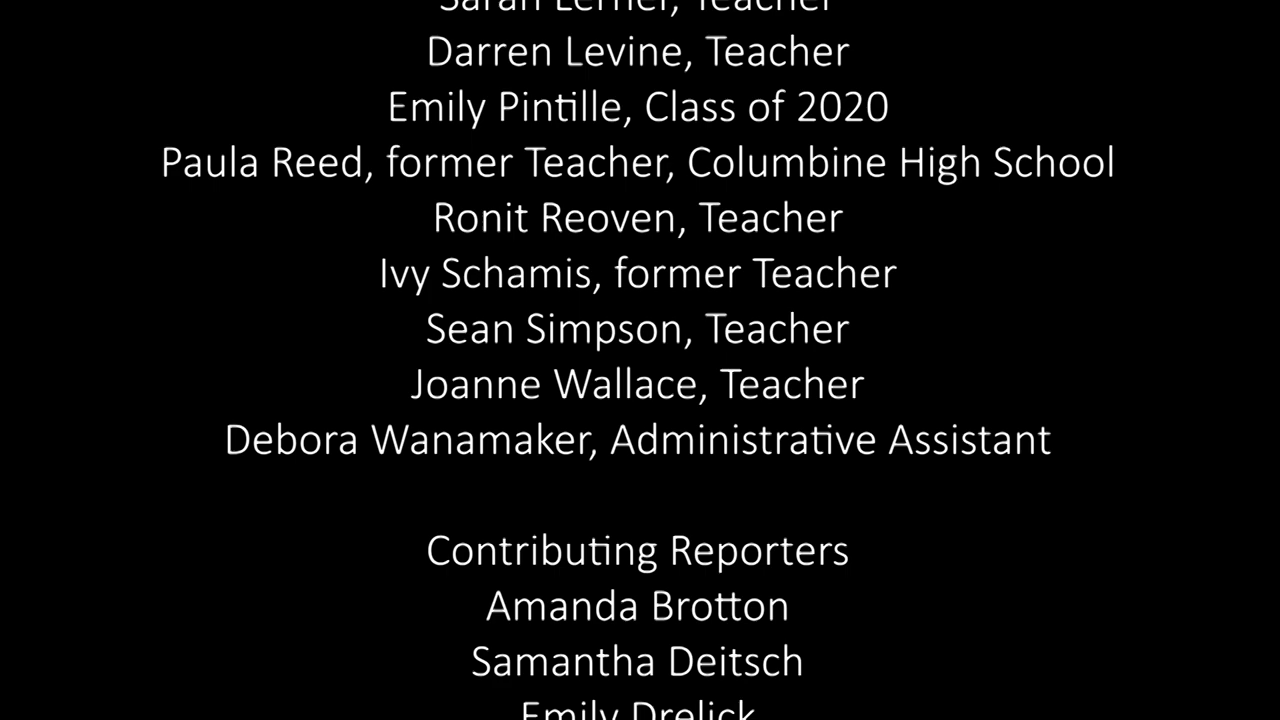 Sarah Lerner, Teacher
Darren Levine, Teacher
Emily Pintille, Class of 2020
Paula Reed, former Teacher, Columbine High School
Ronit Reoven, Teacher
Ivy Schamis, former Teacher
Sean Simpson, Teacher
Joanne Wallace, Teacher
Debora Wanamaker, Administrative Assistant
Contributing Reporters
Amanda Brotton
Samantha Deitsch
Emily Drelick